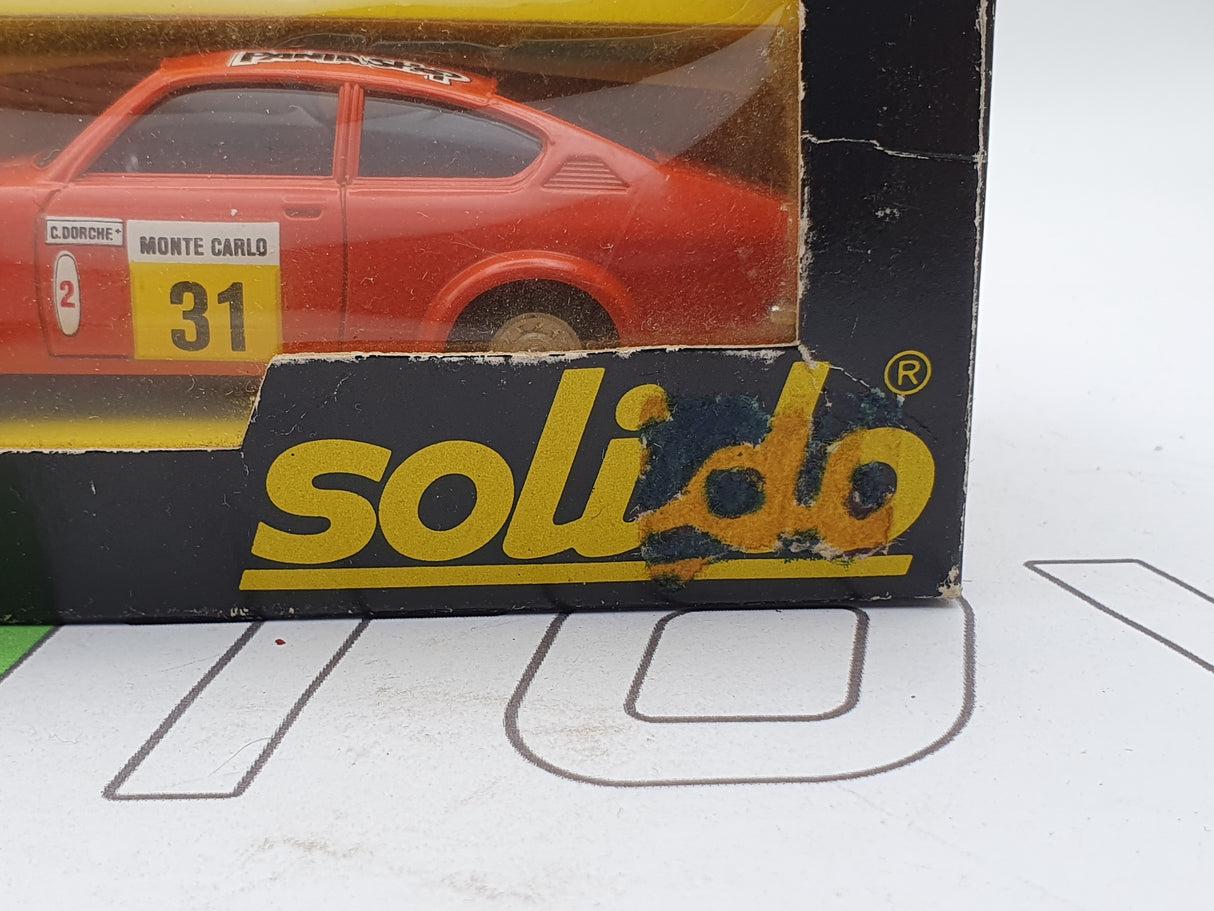 C.DORCHE
MONTE CARLO
2
31
solido ®